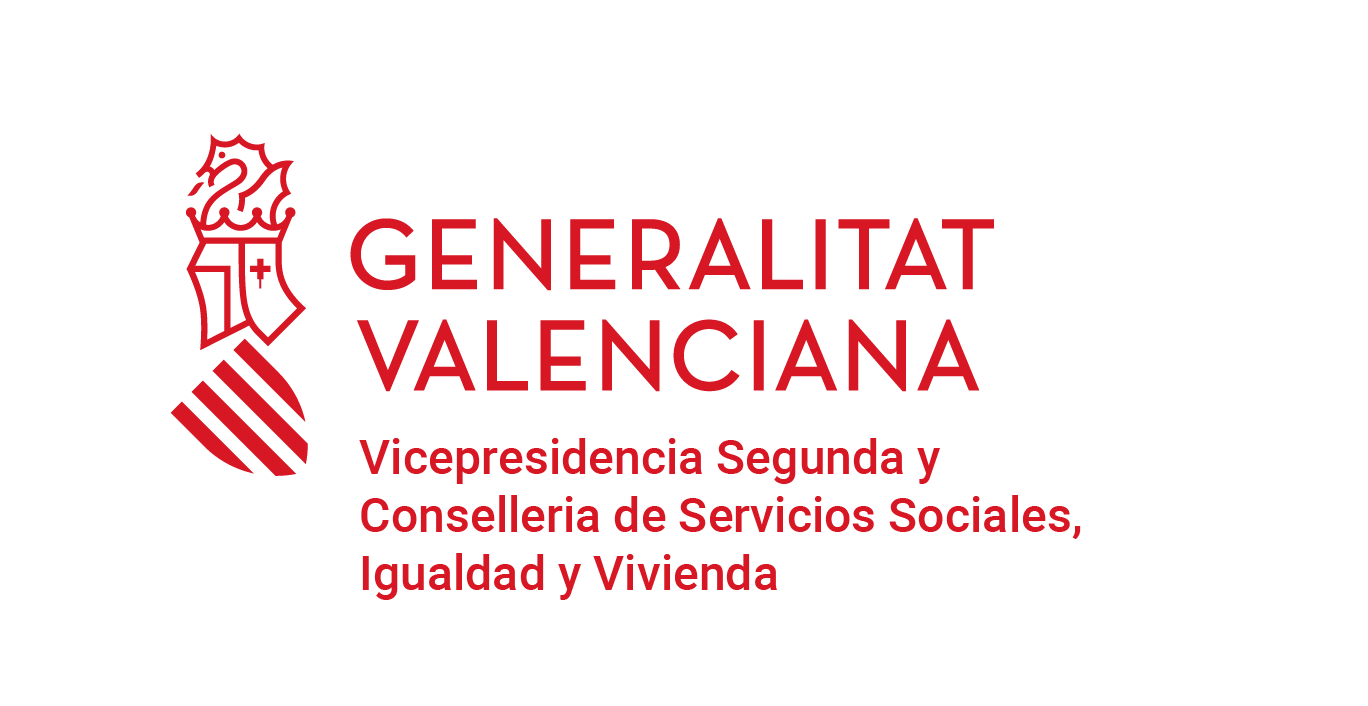 GENERALITAT
VALENCIANA
Vicepresidencia Segunda y
Conselleria de Servicios Sociales,
Igualdad y Vivienda